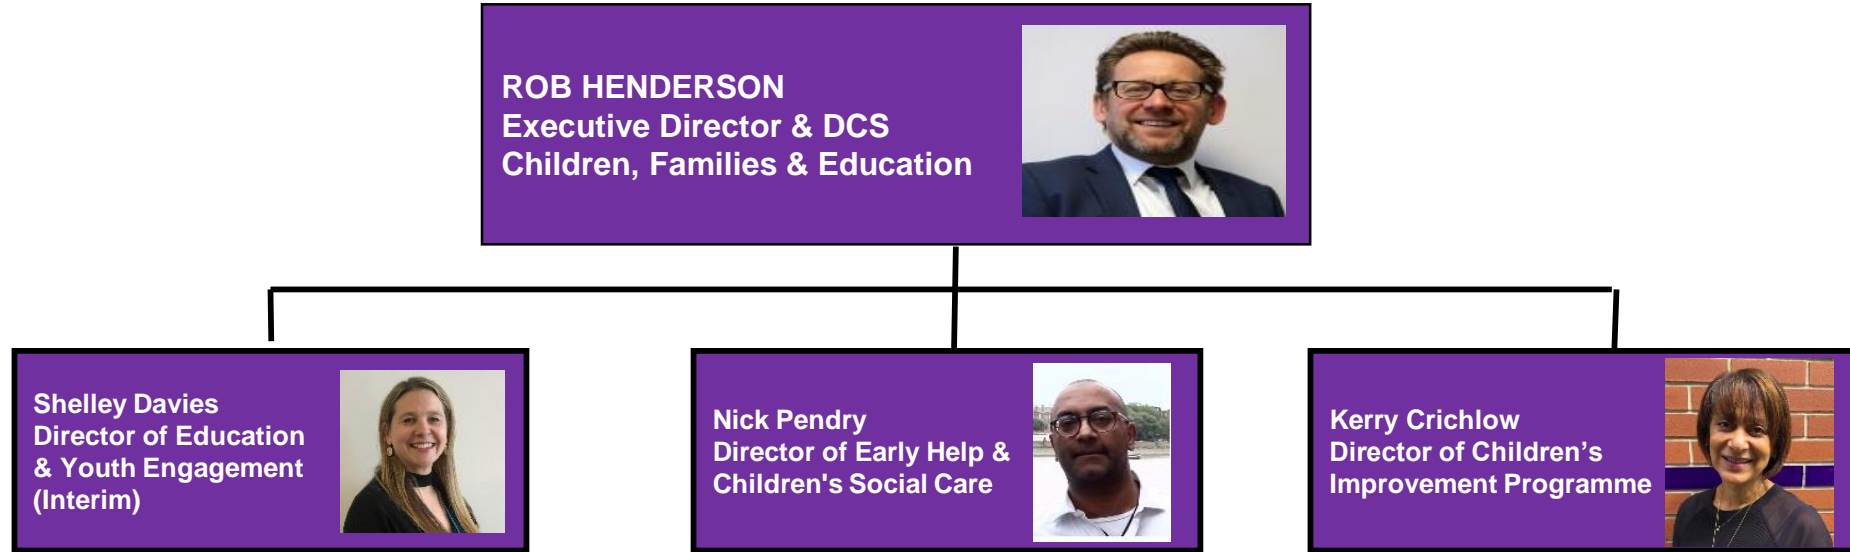 ROB HENDERSON
Executive Director & DCS
Children, Families & Education
Shelley Davies
Director of Education
& Youth Engagement
(Interim)
Nick Pendry
Director of Early Help &
Children's Social Care
Kerry Crichlow
Director of Children’s
Improvement Programme